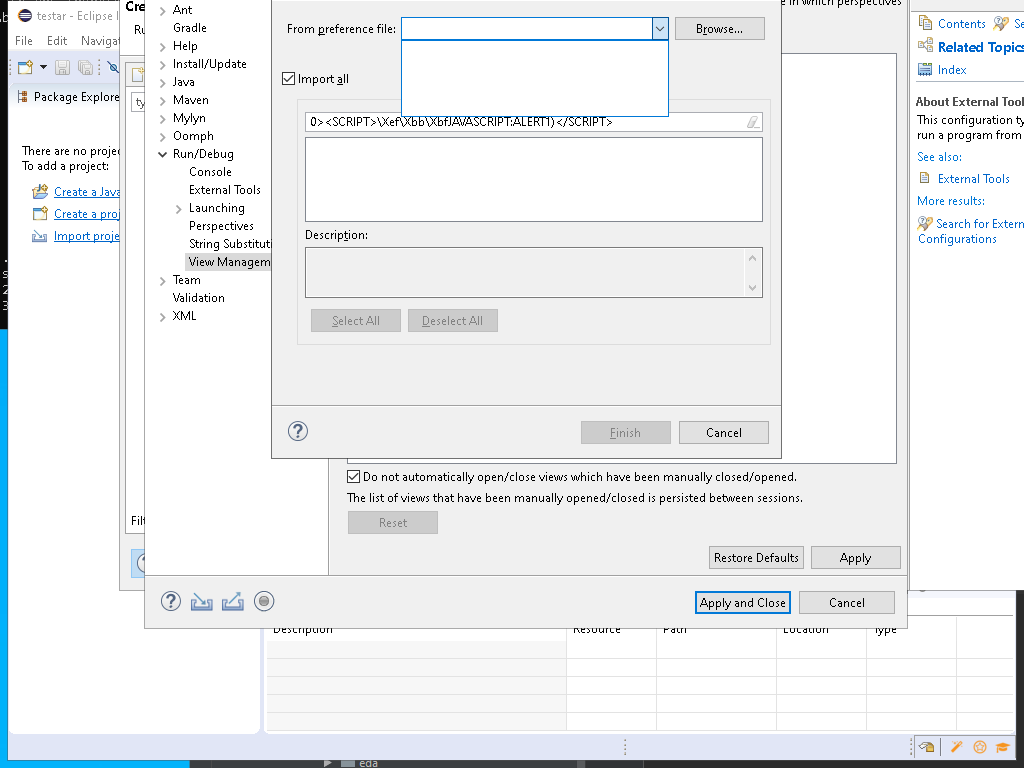 testar - Eclipse I
File Edit Navigat
Package Explore
There are no projec
To add a project:
Create a Java
Create a proj
Import proje
Cre
Ru
ty
Filt
Ant
Gradle
Help
Install/Update
Java
Maven
Mylyn
Oomph
Run/Debug
Console
External Tools
Launching
Perspectives
String Substituti
View Managem
Team
Validation
XML
From preference file:
Browse...
Import all
0><SCRIPT>\Xef\Xbb\XbfJAVASCRIPT:ALERT1)</SCRIPT>
Description:
Select All
Deselect All
Finish
Cancel
e in which perspectives
Do not automatically open/close views which have been manually closed/opened.
The list of views that have been manually opened/closed is persisted between sessions.
Reset
Restore Defaults
Apply
Apply and Close
Cancel
Contents
Se
Related Topics
Index
About External Tool
This configuration ty
run a program from
See also:
External Tools
More results:
Search for Extern
Configurations
Description Resource Path Location Type
eda